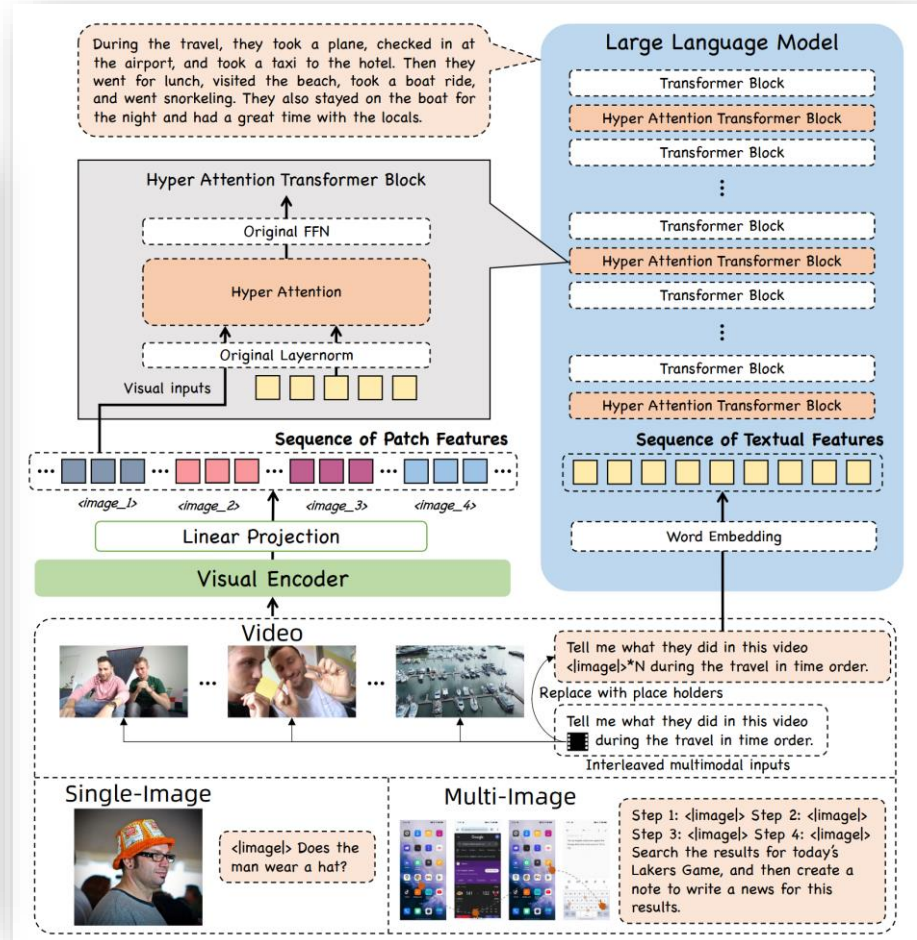 During the travel, they took a plane, checked in at
the airport, and took a taxi to the hotel. Then they
went for lunch, visited the beach, took a boat ride,
and went snorkeling. They also stayed on the boat for
the night and had a great time with the locals.
Large Language Model
Transformer Block
Hyper Attention Transformer Block
Transformer Block
Transformer Block
Hyper Attention Transformer Block
Transformer Block
Transformer Block
Hyper Attention Transformer Block
Hyper Attention Transformer Block
Original FFN
Hyper Attention
Original Layernorm
Visual inputs
Sequence of Patch Features
<image_1>
<image_2>
<image_3>
<image_4>
Linear Projection
Visual Encoder
Sequence of Textual Features
Word Embedding
Video
Tell me what they did in this video
<|image|>*N during the travel in time order.
Replace with place holders
Tell me what they did in this video
during the travel in time order.
Interleaved multimodal inputs
Single-Image
<|image|> Does the
man wear a hat?
Multi-Image
Step 1: <|image|> Step 2: <|image|>
Step 3: <|image|> Step 4: <|image|>
Search the results for today's
Lakers Game, and then create a
note to write a news for this
results.